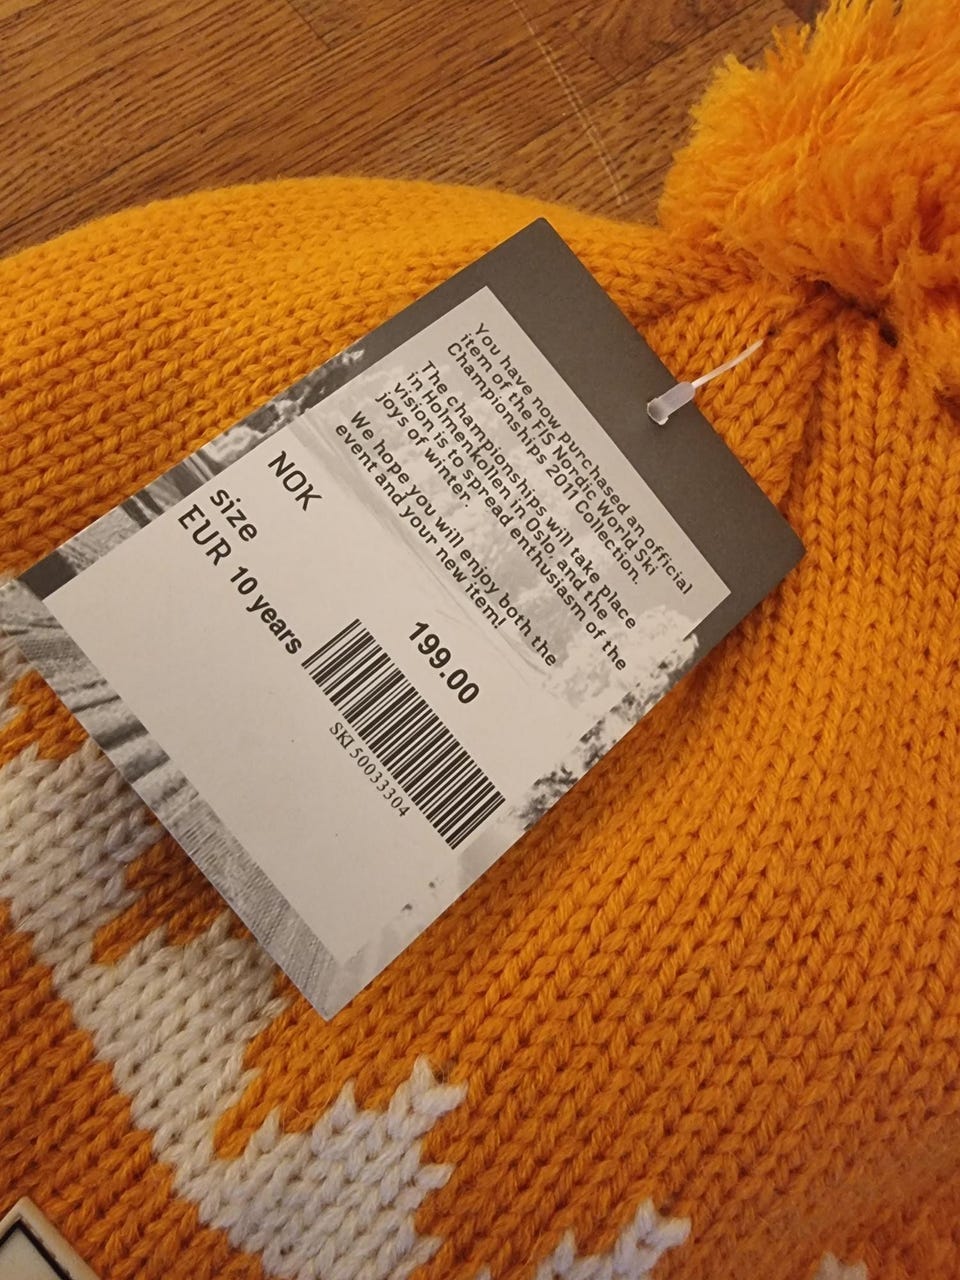 You have now purchased an official
item of the FIS Nordic World Ski
Championships 2011 Collection.
The championships will take place
in Holmenkollen in Oslo, and the
vision is to spread enthusiasm of the
joys of winter.
We hope you will enjoy both the
event and your new item!
NOK 199.00
size
EUR 10 years
SKI 50033304